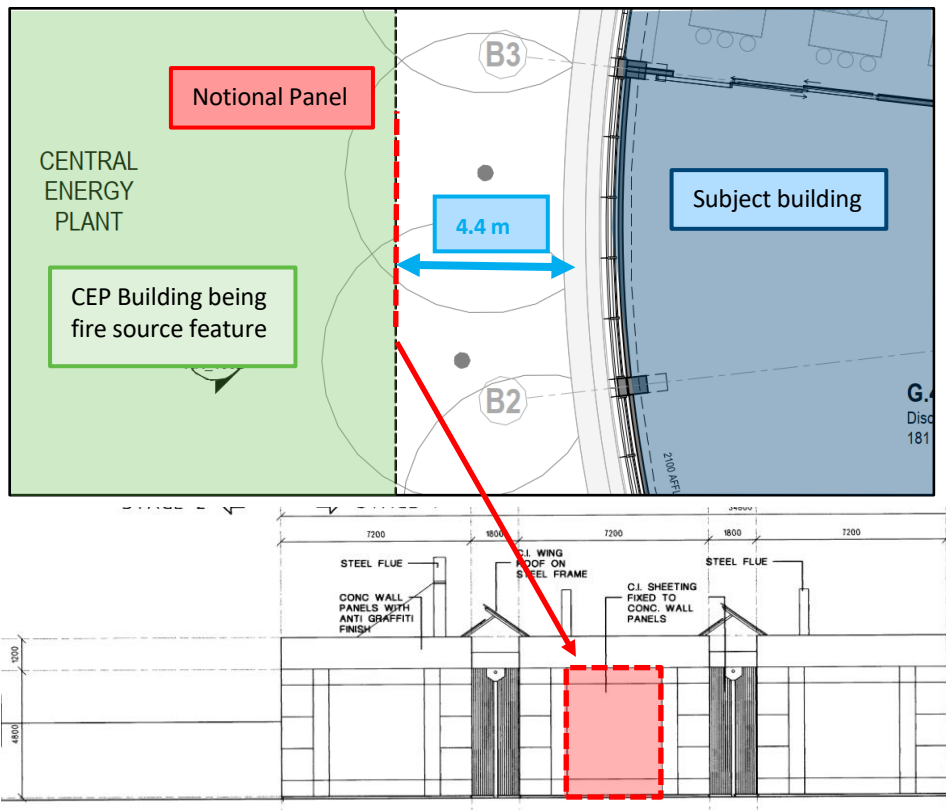 B3
Notional Panel
CENTRAL
ENERGY
PLANT
Subject building
4.4 m
CEP Building being
fire source feature
B2
G.4
Disc
181
2100 AFFL
34800
7200
1800
7200
1800
7200
STEEL FLUE
C.I. WING
ROOF ON
STEEL FRAME
STEEL FLUE
CONC WALL
PANELS WITH
ANTI GRAFFITI
FINISH
C.I. SHEETING
FIXED TO
CONC. WALL
PANELS
1200
4800